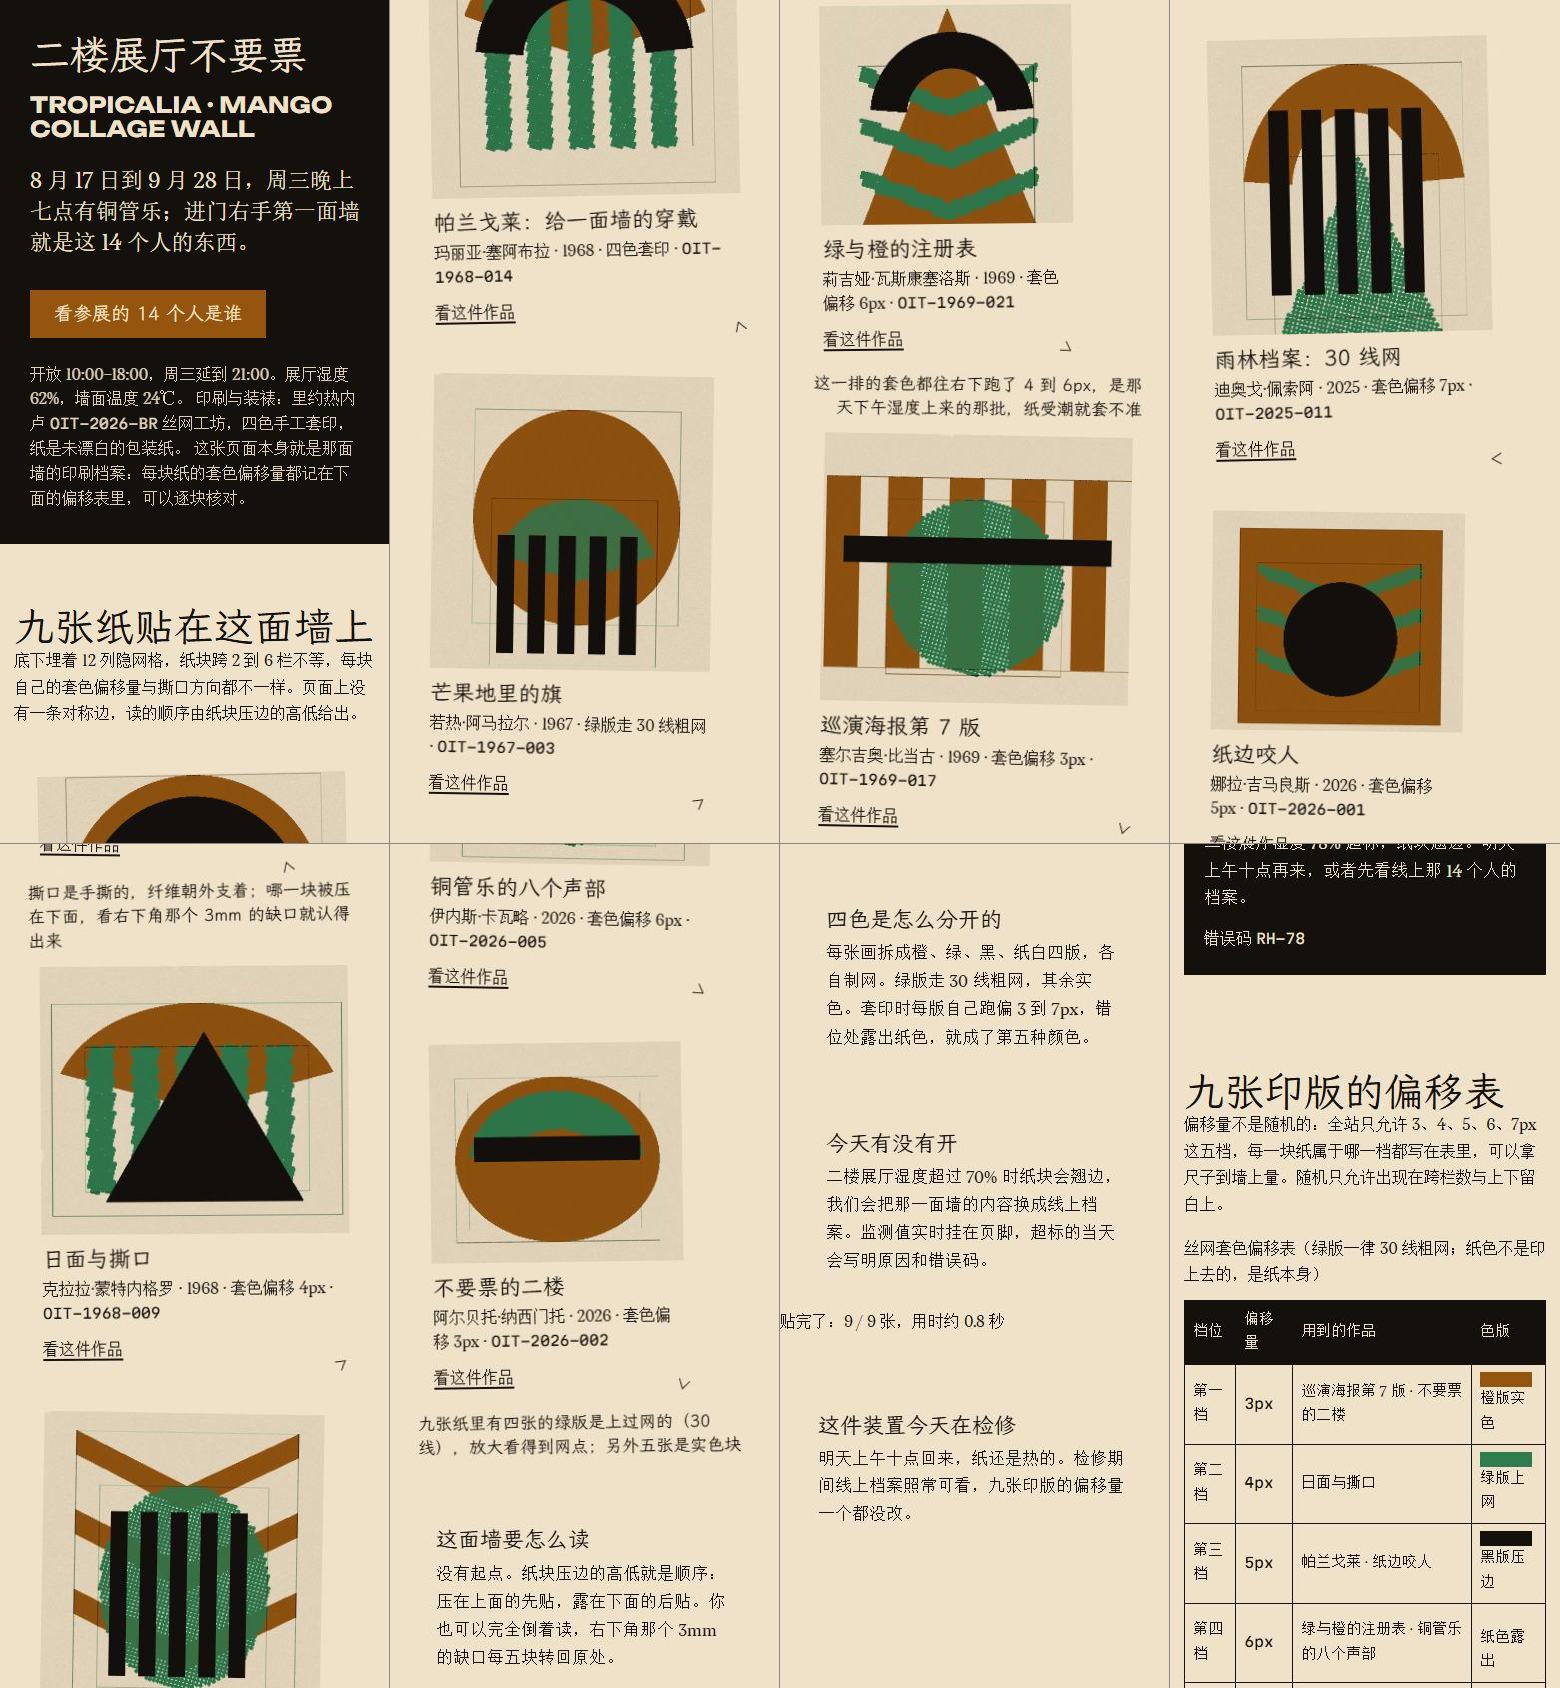 二楼展厅不要票
TROPICALIA · MANGO
COLLAGE WALL
8 月 17 日到 9 月 28 日，周三晚上
七点有铜管乐；进门右手第一面墙
就是这 14 个人的东西。
看参展的 14 个人是谁
开放 10:00–18:00，周三延到 21:00。展厅湿度
62%，墙面温度 24℃。 印刷与装裱：里约热内
卢 OIT-2026-BR 丝网工坊，四色手工套印，
纸是未漂白的包装纸。 这张页面本身就是那面
墙的印刷档案：每块纸的套色偏移量都记在下
面的偏移表里，可以逐块核对。
九张纸贴在这面墙上
底下埋着 12 列隐网格，纸块跨 2 到 6 栏不等，每块
自己的套色偏移量与撕口方向都不一样。页面上没
有一条对称边，读的顺序由纸块压边的高低给出。
帕兰戈莱：给一面墙的穿戴
玛丽亚·塞阿布拉 · 1968 · 四色套印 · OIT-
1968-014
看这件作品
芒果地里的旗
若热·阿马拉尔 · 1967 · 绿版走 30 线粗网
· OIT-1967-003
看这件作品
绿与橙的注册表
莉吉娅·瓦斯康塞洛斯 · 1969 · 套色
偏移 6px · OIT-1969-021
看这件作品
这一排的套色都往右下跑了 4 到 6px，是那
天下午湿度上来的那批，纸受潮就套不准
巡演海报第 7 版
塞尔吉奥·比当古 · 1969 · 套色偏移 3px ·
OIT-1969-017
看这件作品
雨林档案：30 线网
迪奥戈·佩索阿 · 2025 · 套色偏移 7px ·
OIT-2025-011
看这件作品
纸边咬人
娜拉·吉马良斯 · 2026 · 套色偏移
5px · OIT-2026-001
看这件作品
看这件作品
撕口是手撕的，纤维朝外支着；哪一块被压
在下面，看右下角那个 3mm 的缺口就认得
出来
日面与撕口
克拉拉·蒙特内格罗 · 1968 · 套色偏移 4px ·
OIT-1968-009
看这件作品
铜管乐的八个声部
伊内斯·卡瓦略 · 2026 · 套色偏移 6px ·
OIT-2026-005
看这件作品
不要票的二楼
阿尔贝托·纳西门托 · 2026 · 套色偏
移 3px · OIT-2026-002
看这件作品
九张纸里有四张的绿版是上过网的（30
线），放大看得到网点；另外五张是实色块
这面墙要怎么读
没有起点。纸块压边的高低就是顺序：
压在上面的先贴，露在下面的后贴。你
也可以完全倒着读，右下角那个 3mm
的缺口每五块转回原处。
四色是怎么分开的
每张画拆成橙、绿、黑、纸白四版，各
自制网。绿版走 30 线粗网，其余实
色。套印时每版自己跑偏 3 到 7px，错
位处露出纸色，就成了第五种颜色。
今天有没有开
二楼展厅湿度超过 70% 时纸块会翘边，
我们会把那一面墙的内容换成线上档
案。监测值实时挂在页脚，超标的当天
会写明原因和错误码。
贴完了：9 / 9 张，用时约 0.8 秒
这件装置今天在检修
明天上午十点回来，纸还是热的。检修期
间线上档案照常可看，九张印版的偏移量
一个都没改。
二楼展厅湿度 78% 超标，纸块翘边。明天
上午十点再来，或者先看线上那 14 个人的
档案。
错误码 RH-78
九张印版的偏移表
偏移量不是随机的：全站只允许 3、4、5、6、7px
这五档，每一块纸属于哪一档都写在表里，可以拿
尺子到墙上量。随机只允许出现在跨栏数与上下留
白上。
丝网套色偏移表（绿版一律 30 线粗网；纸色不是印
上去的，是纸本身）
档位 偏移量 用到的作品 色版
第一档 3px 巡演海报第 7 版 · 不要票的二楼 橙版实色
第二档 4px 日面与撕口 绿版上网
第三档 5px 帕兰戈莱 · 纸边咬人 黑版压边
第四档 6px 绿与橙的注册表 · 铜管乐的八个声部 纸色露出